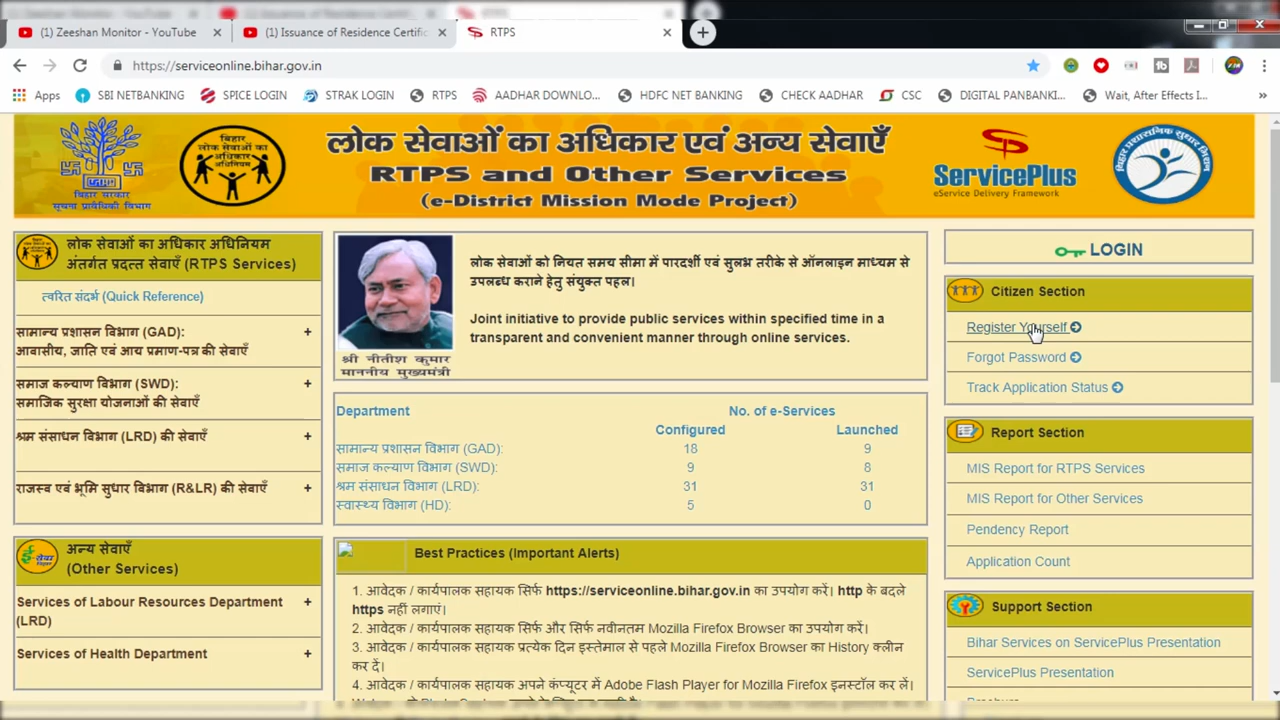 (1) Zeeshan Monitor - YouTube
(1) Issuance of Residence Certific
RTPS
https://serviceonline.bihar.gov.in
Apps
SBI NETBANKING
SPICE LOGIN
STRAK LOGIN
RTPS
AADHAR DOWNLO...
HDFC NET BANKING
CHECK AADHAR
CSC
DIGITAL PANBANKI...
Wait, After Effects I...
बिहार सरकार
सूचना प्रावैधिकी विभाग
बिहार
लोक सेवाओं का
अधिकार
अधिनियम
लोक सेवाओं का अधिकार एवं अन्य सेवाएँ
RTPS and Other Services
(e-District Mission Mode Project)
ServicePlus
eService Delivery Framework
बिहार प्रशासनिक सुधार मिशन
लोक सेवाओं का अधिकार अधिनियम
अंतर्गत प्रदत्त सेवाएँ (RTPS Services)
त्वरित संदर्भ (Quick Reference)
सामान्य प्रशासन विभाग (GAD):
आवासीय, जाति एवं आय प्रमाण-पत्र की सेवाएँ
+
समाज कल्याण विभाग (SWD):
समाजिक सुरक्षा योजनाओं की सेवाएँ
+
श्रम संसाधन विभाग (LRD) की सेवाएँ
+
राजस्व एवं भूमि सुधार विभाग (R&LR) की सेवाएँ
+
अन्य सेवाएँ
(Other Services)
Services of Labour Resources Department
(LRD)
+
Services of Health Department
+
श्री नीतीश कुमार
माननीय मुख्यमंत्री
लोक सेवाओं को नियत समय सीमा में पारदर्शी एवं सुलभ तरीके से ऑनलाइन माध्यम से
उपलब्ध कराने हेतु संयुक्त पहल।
Joint initiative to provide public services within specified time in a
transparent and convenient manner through online services.
Department No. of e-Services
Configured Launched
सामान्य प्रशासन विभाग (GAD): 18 9
समाज कल्याण विभाग (SWD): 9 8
श्रम संसाधन विभाग (LRD): 31 31
स्वास्थ्य विभाग (HD): 5 0
Best Practices (Important Alerts)
1. आवेदक / कार्यपालक सहायक सिर्फ https://serviceonline.bihar.gov.in का उपयोग करें। http के बदले
https नहीं लगाएं।
2. आवेदक / कार्यपालक सहायक सिर्फ और सिर्फ नवीनतम Mozilla Firefox Browser का उपयोग करें।
3. आवेदक / कार्यपालक सहायक प्रत्येक दिन इस्तेमाल से पहले Mozilla Firefox Browser का History क्लीन
कर दें।
4. आवेदक / कार्यपालक सहायक अपने कंप्यूटर में Adobe Flash Player for Mozilla Firefox इनस्टॉल कर लें।
LOGIN
Citizen Section
Register Yourself
Forgot Password
Track Application Status
Report Section
MIS Report for RTPS Services
MIS Report for Other Services
Pendency Report
Application Count
Support Section
Bihar Services on ServicePlus Presentation
ServicePlus Presentation